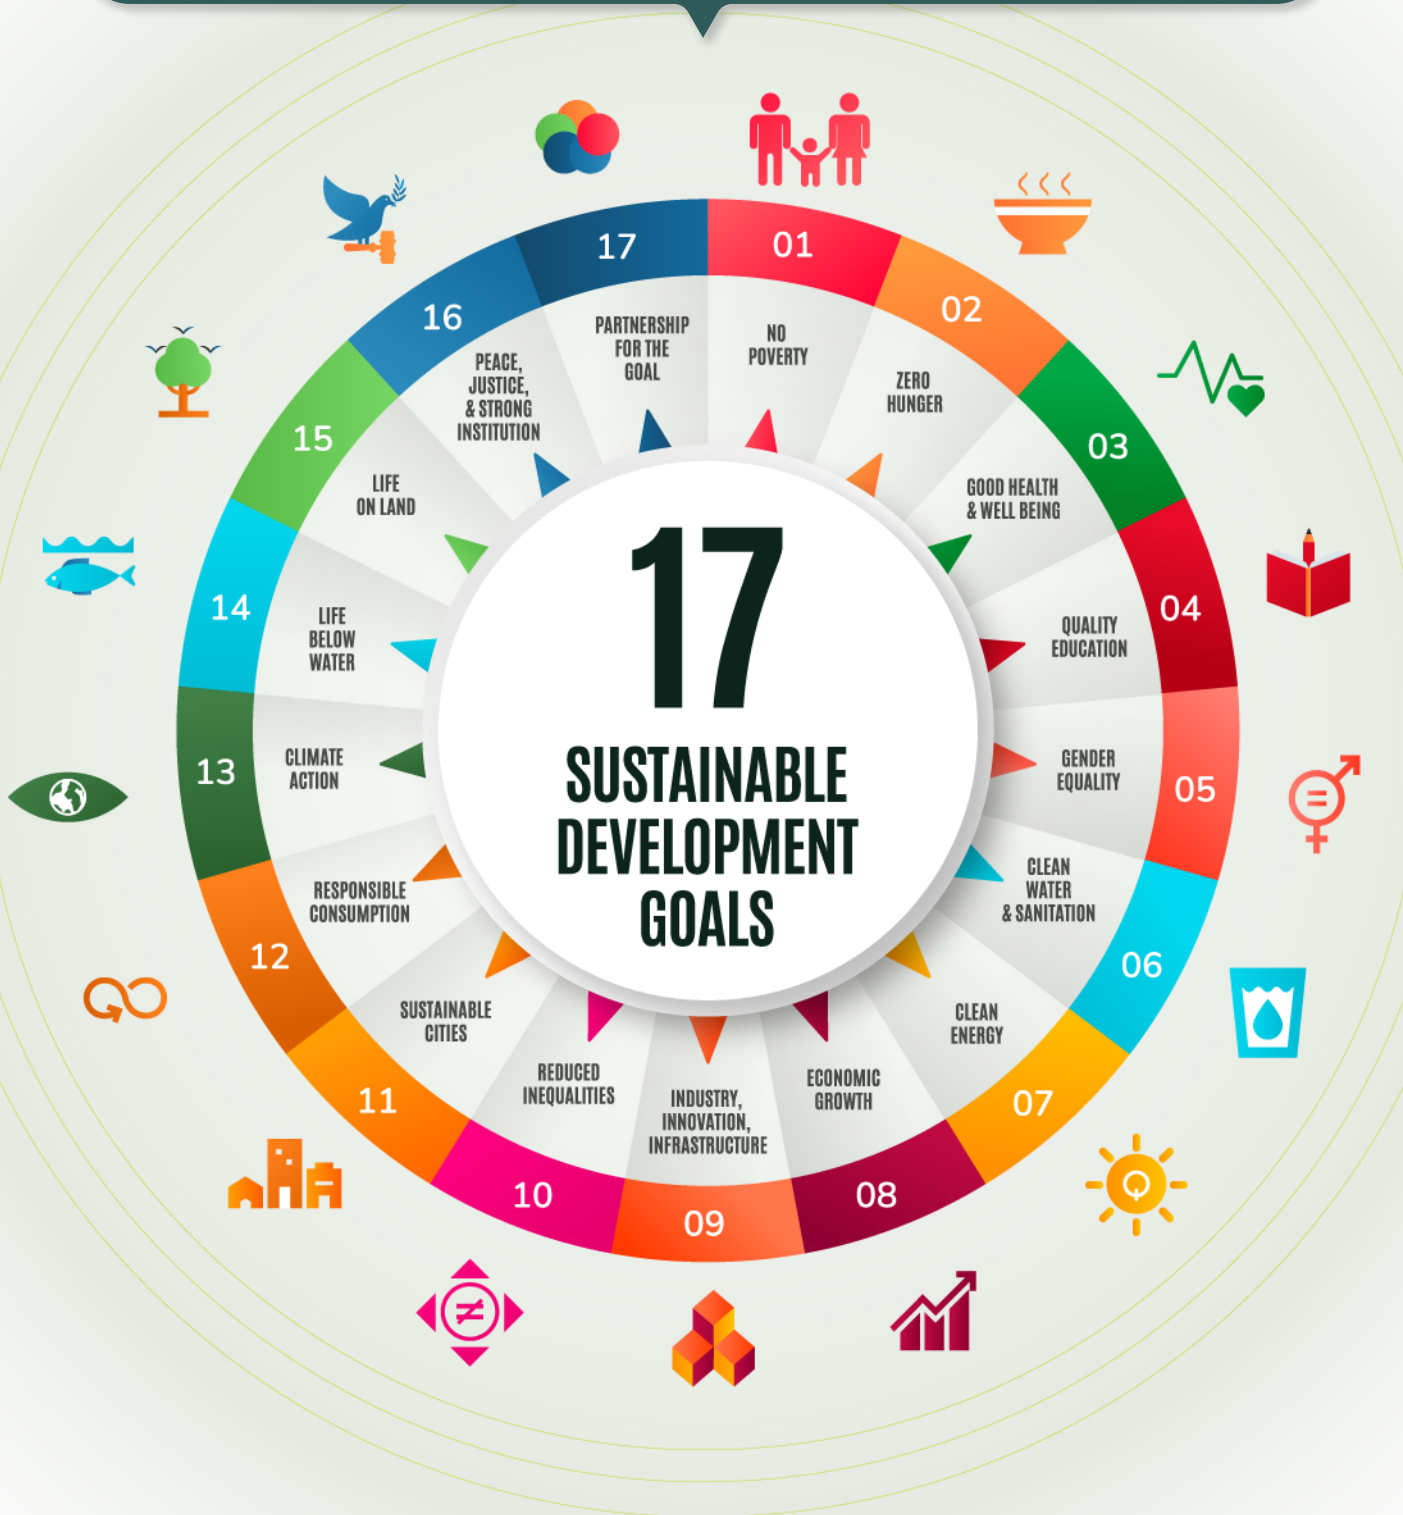 17
SUSTAINABLE
DEVELOPMENT
GOALS
01
NO
POVERTY
02
ZERO
HUNGER
03
GOOD HEALTH
& WELL BEING
04
QUALITY
EDUCATION
05
GENDER
EQUALITY
06
CLEAN
WATER
& SANITATION
07
CLEAN
ENERGY
08
ECONOMIC
GROWTH
09
INDUSTRY,
INNOVATION,
INFRASTRUCTURE
10
REDUCED
INEQUALITIES
11
SUSTAINABLE
CITIES
12
RESPONSIBLE
CONSUMPTION
13
CLIMATE
ACTION
14
LIFE
BELOW
WATER
15
LIFE
ON LAND
16
PEACE,
JUSTICE,
& STRONG
INSTITUTION
17
PARTNERSHIP
FOR THE
GOAL